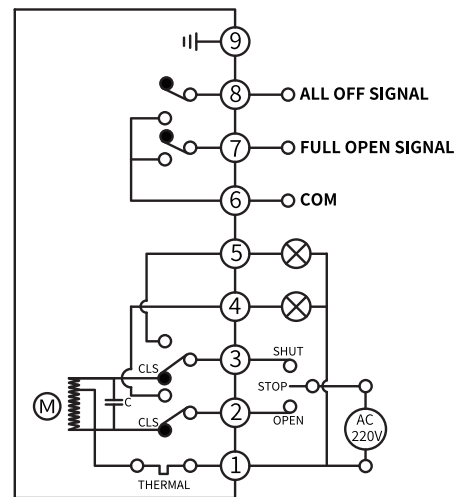 9
8 ALL OFF SIGNAL
7 FULL OPEN SIGNAL
6 COM
5
4
3 SHUT
CLS
STOP
M C
CLS 2 OPEN
AC
220V
1
THERMAL